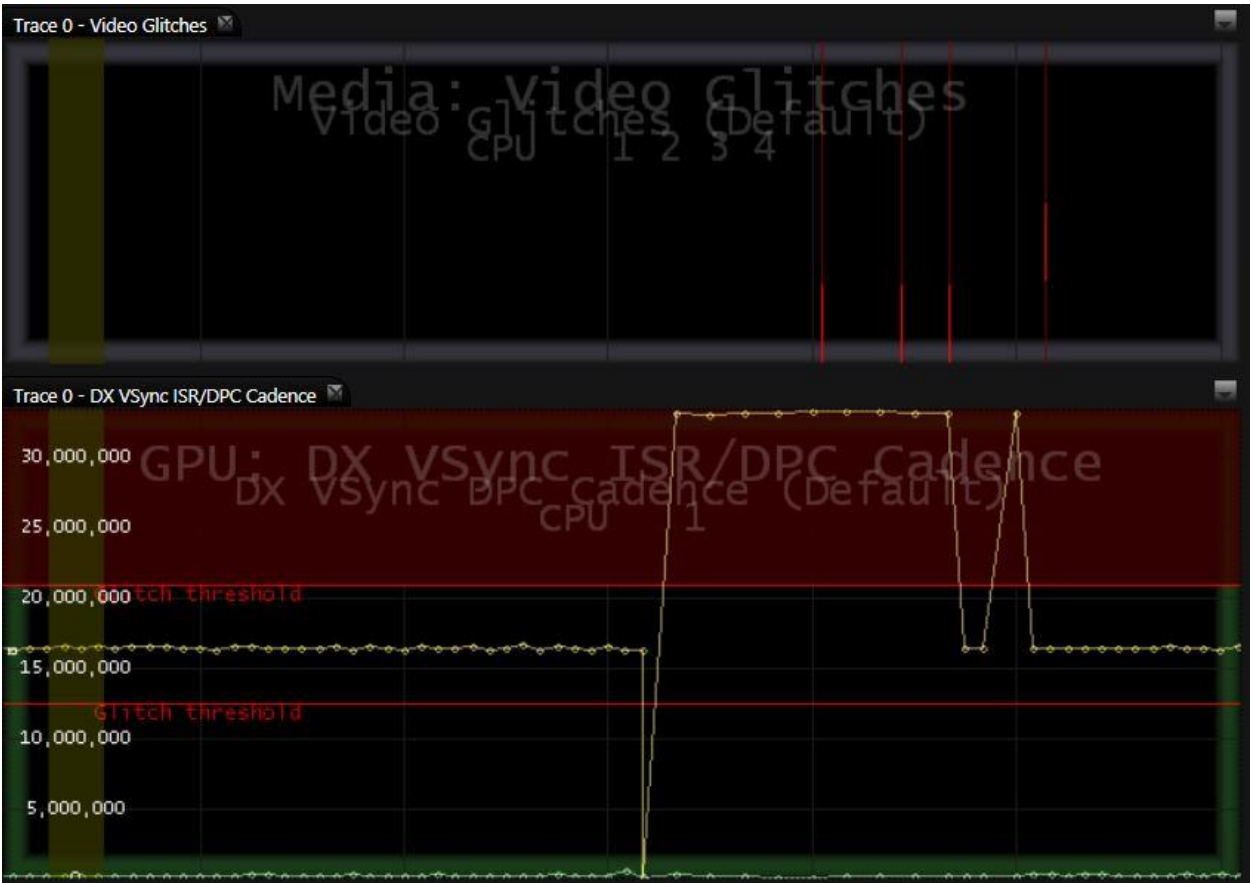 Trace 0 - Video Glitches
Media: Video Glitches
Video Glitches (Default)
CPU 1 2 3 4
Trace 0 - DX VSync ISR/DPC Cadence
30,000,000
GPU: DX VSync ISR/DPC Cadence
DX VSync DPC Cadence (Default)
CPU 1
25,000,000
20,000,000
Glitch threshold
15,000,000
Glitch threshold
10,000,000
5,000,000